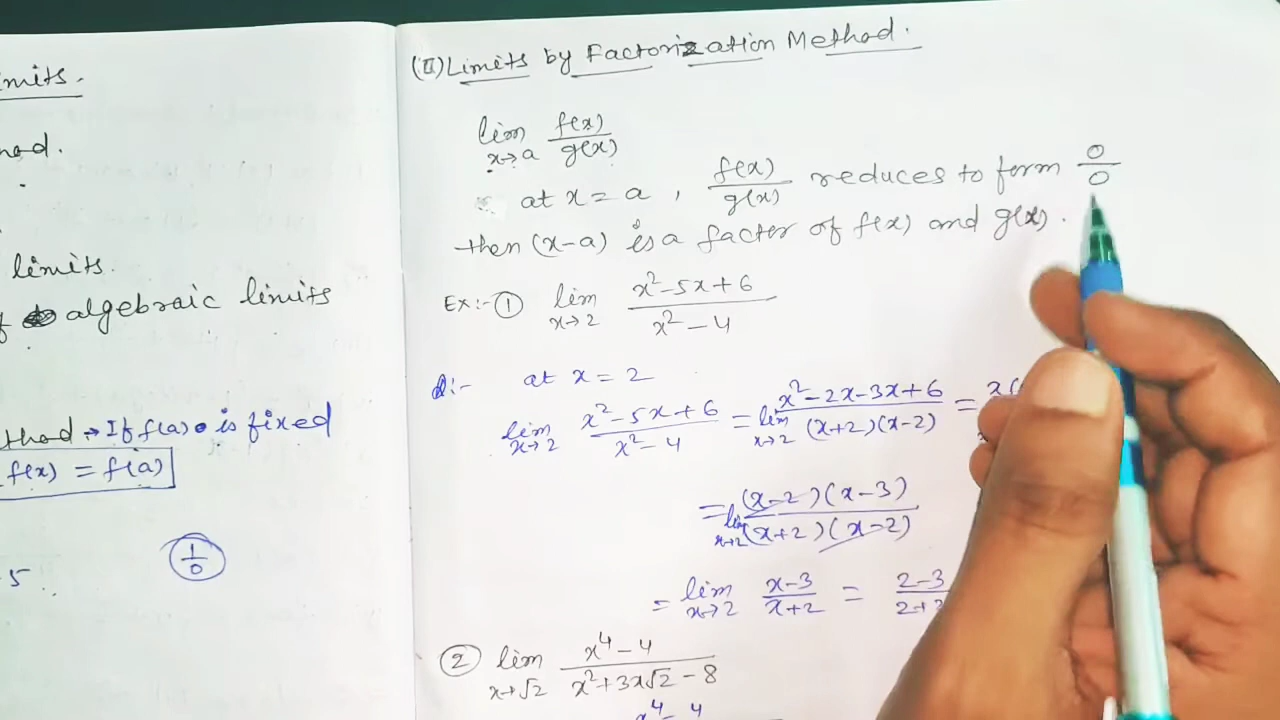 limits.
algebraic limits
If f(a) is fixed
f(x) = f(a)
1/0
5
(II) Limits by Factorization Method.
lim x→a f(x)/g(x)
at x = a, f(x)/g(x) reduces to form 0/0
then (x-a) is a factor of f(x) and g(x).
Ex:- ① lim x→2 (x²-5x+6)/(x²-4)
at x = 2
lim x→2 (x²-5x+6)/(x²-4) = lim x→2 (x²-2x-3x+6)/((x+2)(x-2)) =
= lim x→2 ((x-2)(x-3))/((x+2)(x-2))
= lim x→2 (x-3)/(x+2) = (2-3)/(2+
② lim x→√2 (x⁴-4)/(x²+3x√2-8)
x⁴-4